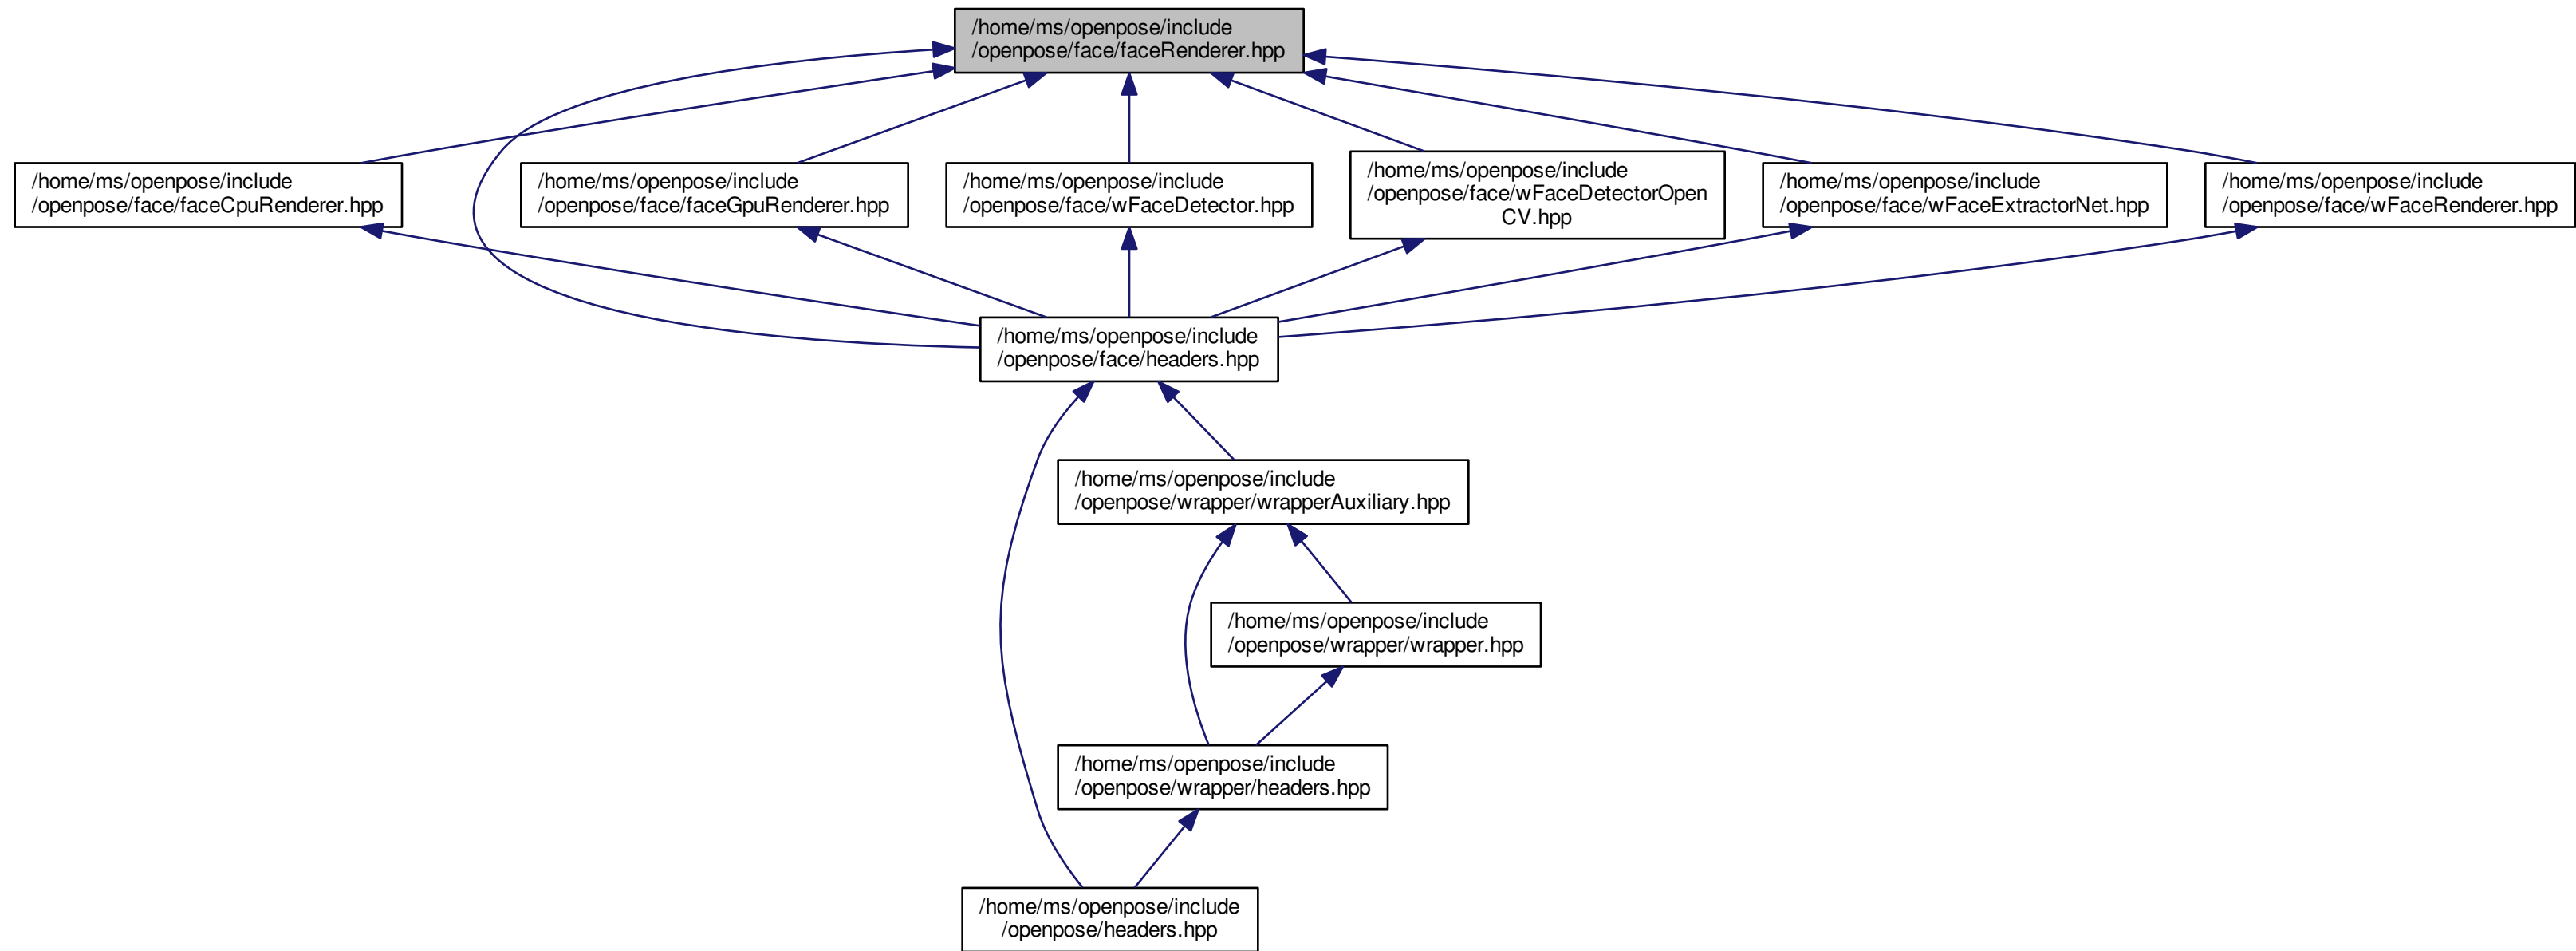 /home/ms/openpose/include
/openpose/face/faceRenderer.hpp
/home/ms/openpose/include
/openpose/face/faceCpuRenderer.hpp
/home/ms/openpose/include
/openpose/face/faceGpuRenderer.hpp
/home/ms/openpose/include
/openpose/face/wFaceDetector.hpp
/home/ms/openpose/include
/openpose/face/wFaceDetectorOpen
CV.hpp
/home/ms/openpose/include
/openpose/face/wFaceExtractorNet.hpp
/home/ms/openpose/include
/openpose/face/wFaceRenderer.hpp
/home/ms/openpose/include
/openpose/face/headers.hpp
/home/ms/openpose/include
/openpose/wrapper/wrapperAuxiliary.hpp
/home/ms/openpose/include
/openpose/wrapper/wrapper.hpp
/home/ms/openpose/include
/openpose/wrapper/headers.hpp
/home/ms/openpose/include
/openpose/headers.hpp